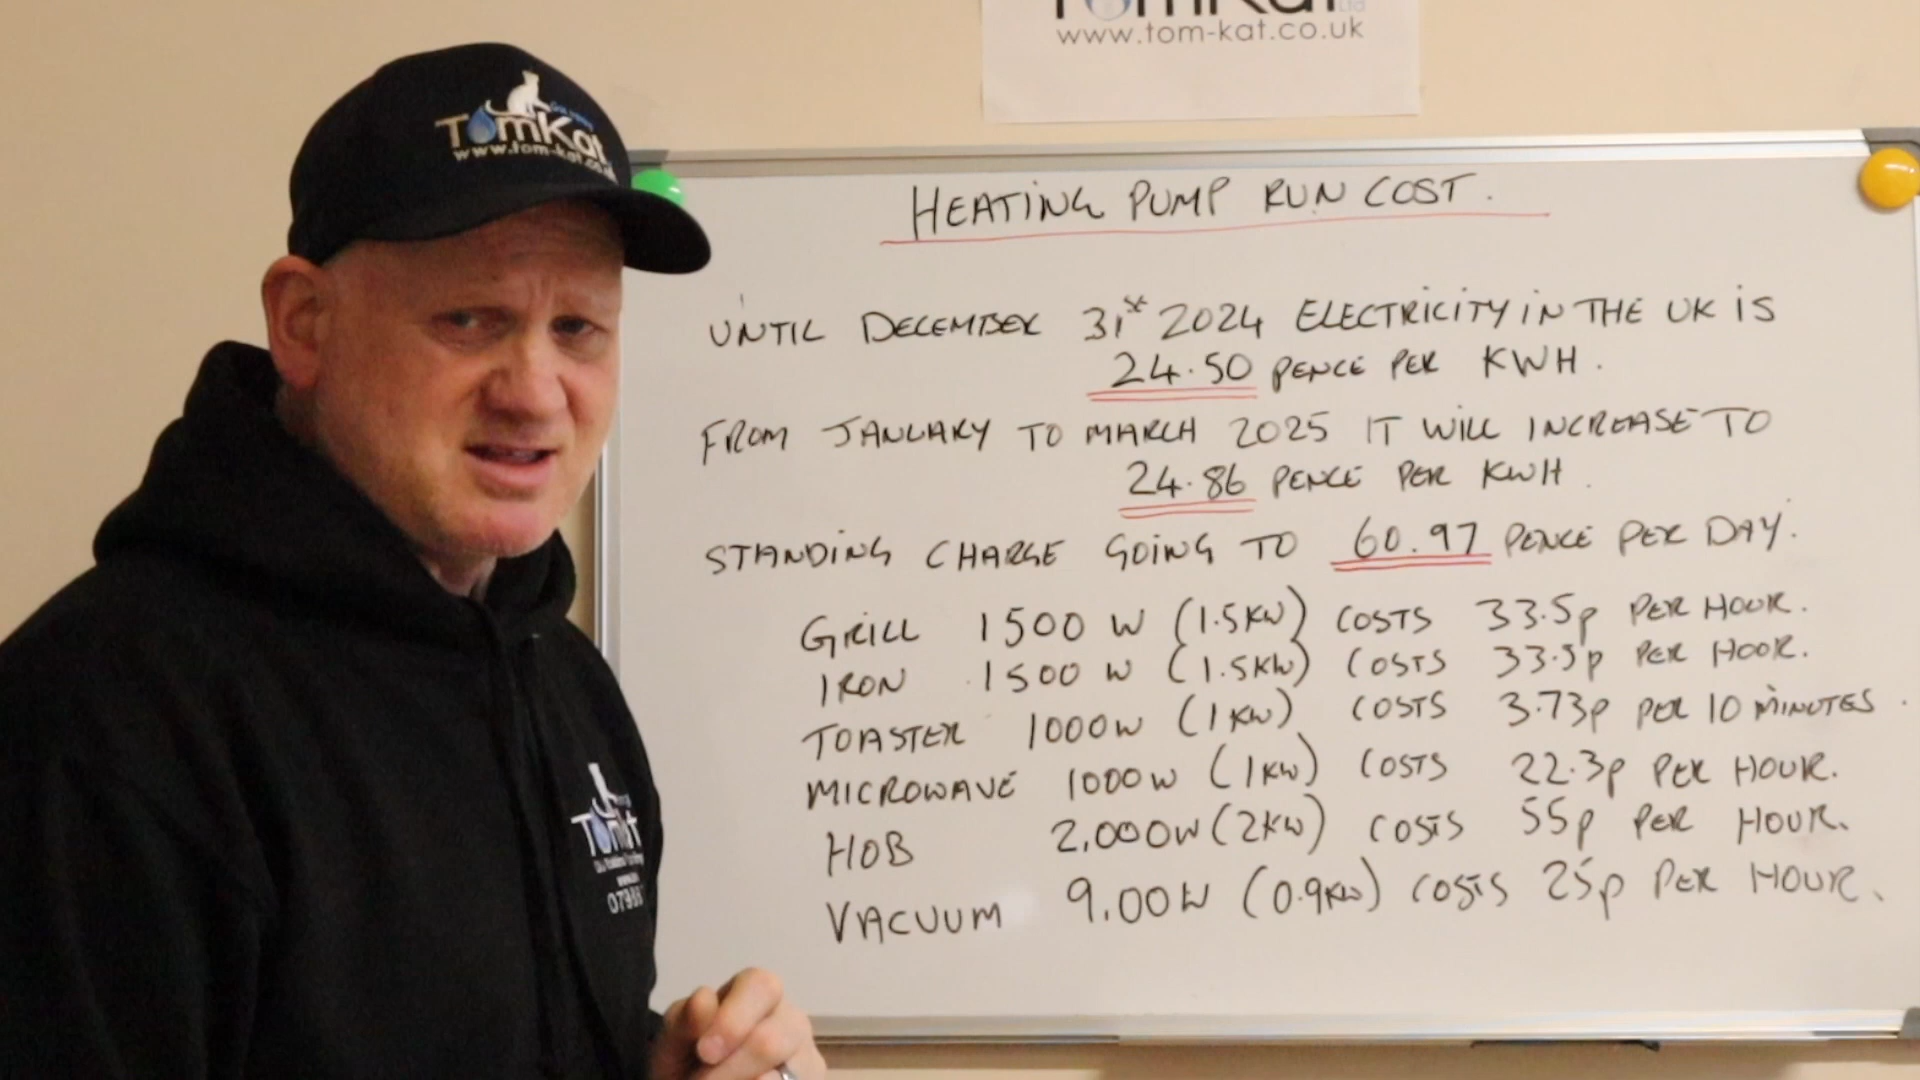 TomKat Ltd
www.tom-kat.co.uk
TomKat
www.tom-kat.co
HEATING PUMP RUN COST.
UNTIL DECEMBER 31st 2024 ELECTRICITY IN THE UK IS
24.50 PENCE PER KWH.
FROM JANUARY TO MARCH 2025 IT WILL INCREASE TO
24.86 PENCE PER KWH.
STANDING CHARGE GOING TO 60.97 PENCE PER DAY.
GRILL 1500 W (1.5KW) COSTS 33.5p PER HOUR.
IRON 1500 W (1.5KW) COSTS 33.5p PER HOUR.
TOASTER 1000W (1KW) COSTS 3.73p PER 10 MINUTES.
MICROWAVE 1000W (1KW) COSTS 22.3p PER HOUR.
HOB 2,000W (2KW) COSTS 55p PER HOUR.
VACUUM 9.00W (0.9KW) COSTS 25p PER HOUR.
TomKat